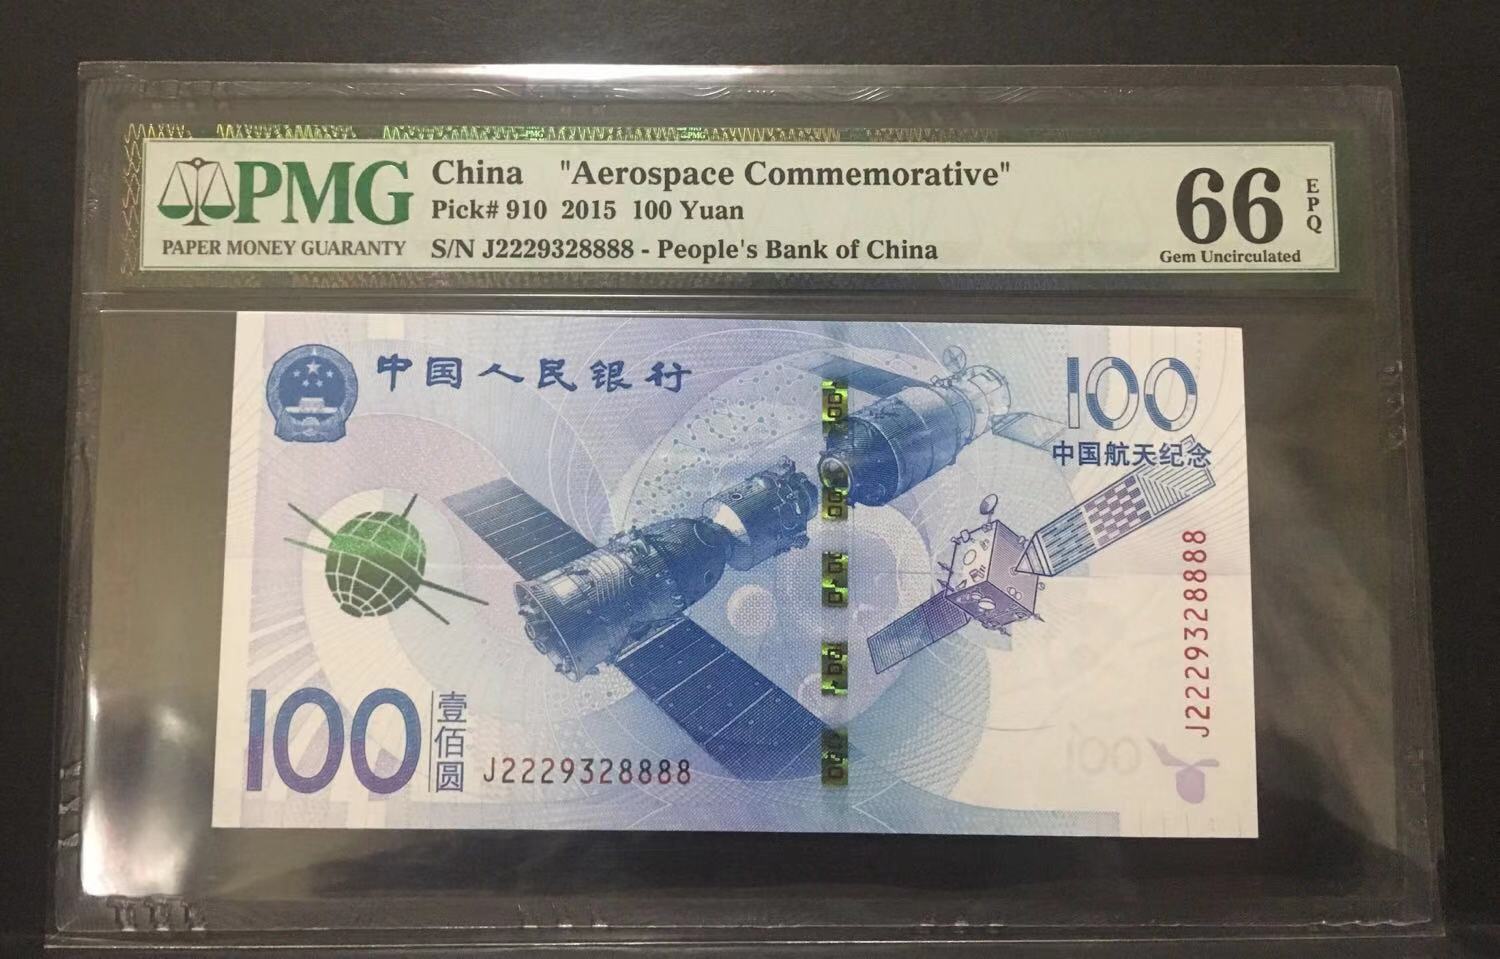 PMG
PAPER MONEY GUARANTY
China "Aerospace Commemorative"
Pick# 910 2015 100 Yuan
S/N J2229328888 - People's Bank of China
66
EPQ
Gem Uncirculated
中国人民银行
100
中国航天纪念
J2229328888
100
壹佰圆
J2229328888